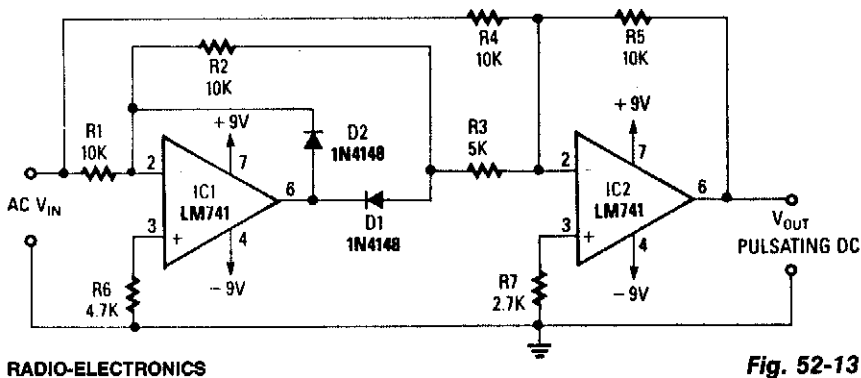 R4
10K
R5
10K
R2
10K
+9V
+9V
R1
10K
D2
1N4148
R3
5K
2
7
2
7
AC VIN
IC1
LM741
6
IC2
LM741
6
3
+
4
D1
1N4148
3
+
4
VOUT
PULSATING DC
R6
4.7K
-9V
R7
2.7K
-9V
RADIO-ELECTRONICS
Fig. 52-13